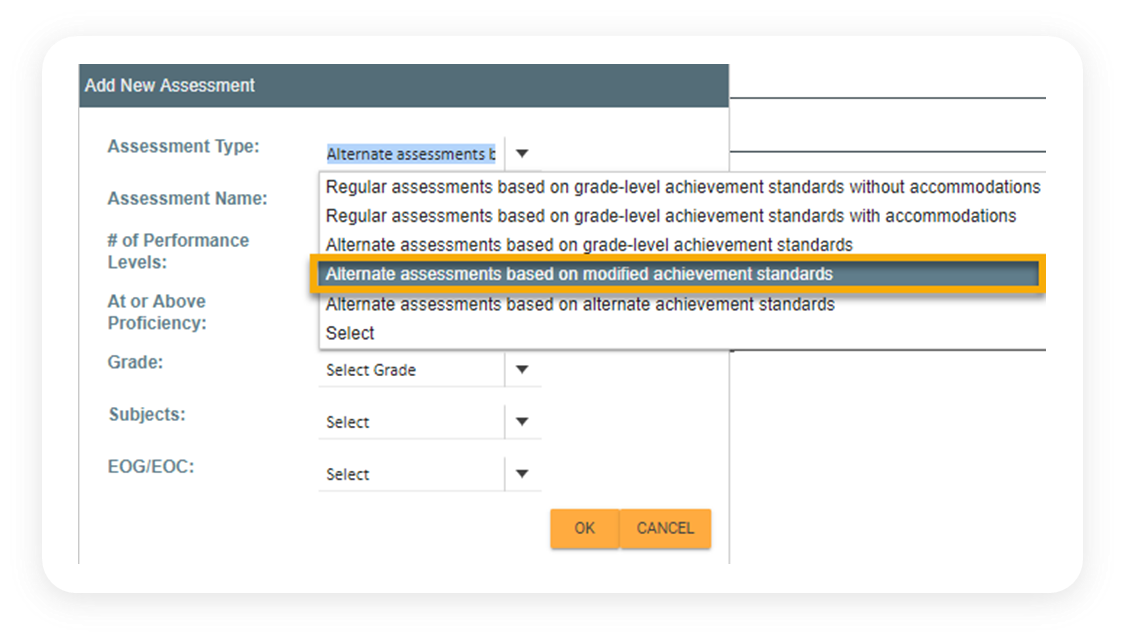 Add New Assessment
Assessment Type:
Alternate assessments b
Regular assessments based on grade-level achievement standards without accommodations
Assessment Name:
Regular assessments based on grade-level achievement standards with accommodations
# of Performance
Levels:
Alternate assessments based on grade-level achievement standards
Alternate assessments based on modified achievement standards
At or Above
Proficiency:
Alternate assessments based on alternate achievement standards
Select
Grade:
Select Grade
Subjects:
Select
EOG/EOC:
Select
OK
CANCEL